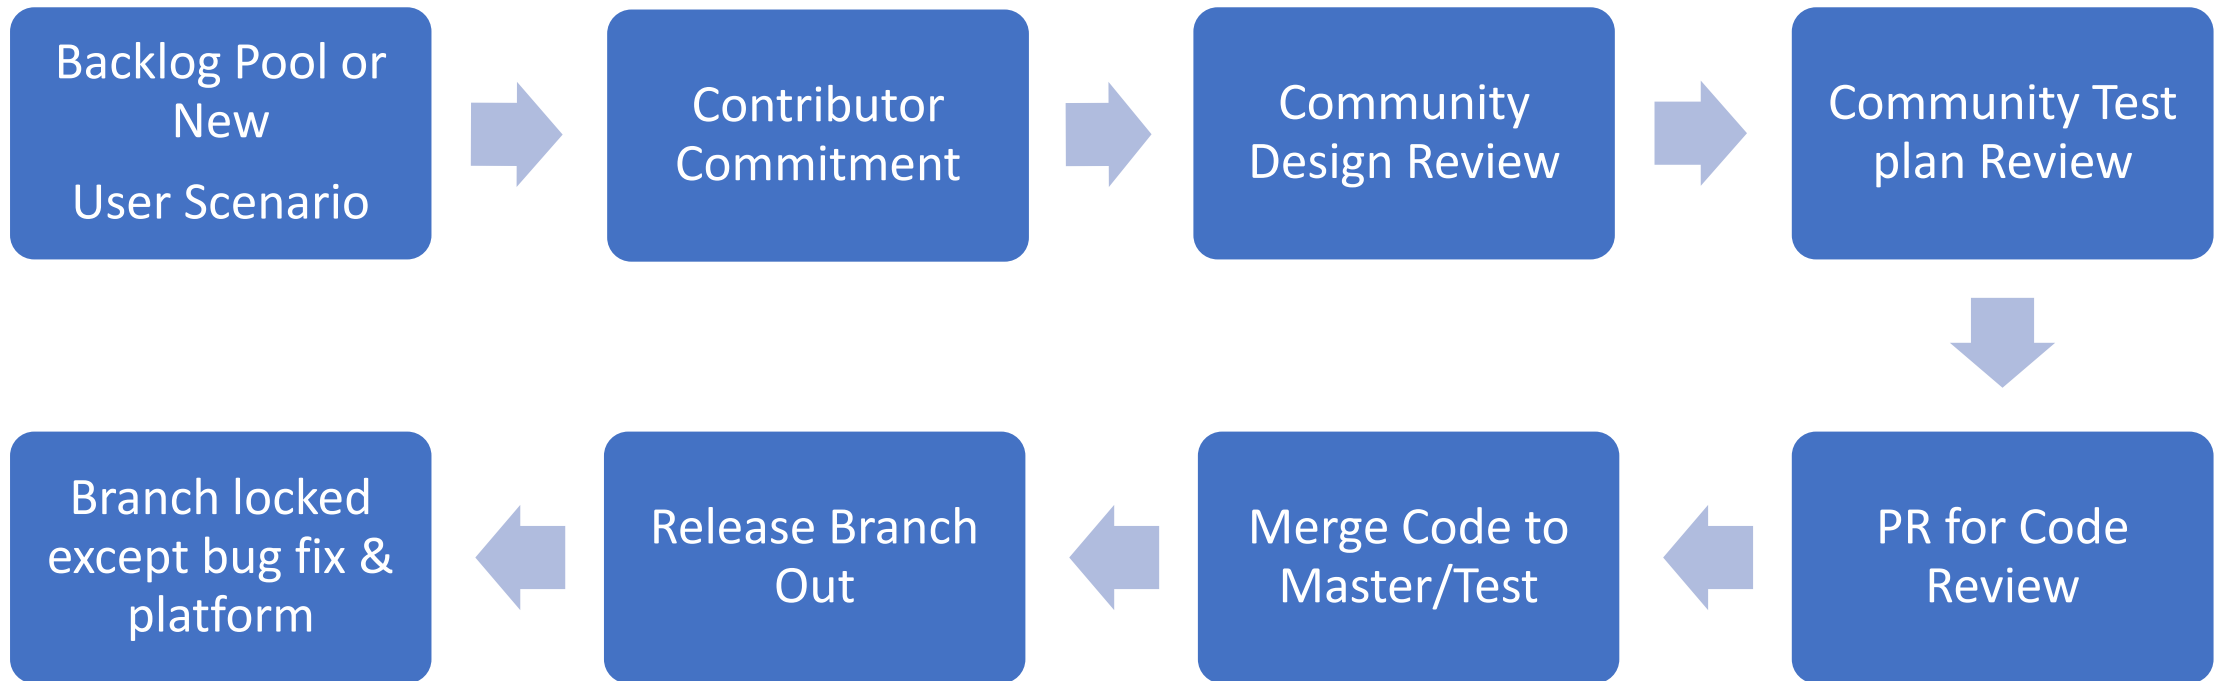 Backlog Pool or
New
User Scenario
Contributor
Commitment
Community
Design Review
Community Test
plan Review
PR for Code
Review
Merge Code to
Master/Test
Release Branch
Out
Branch locked
except bug fix &
platform